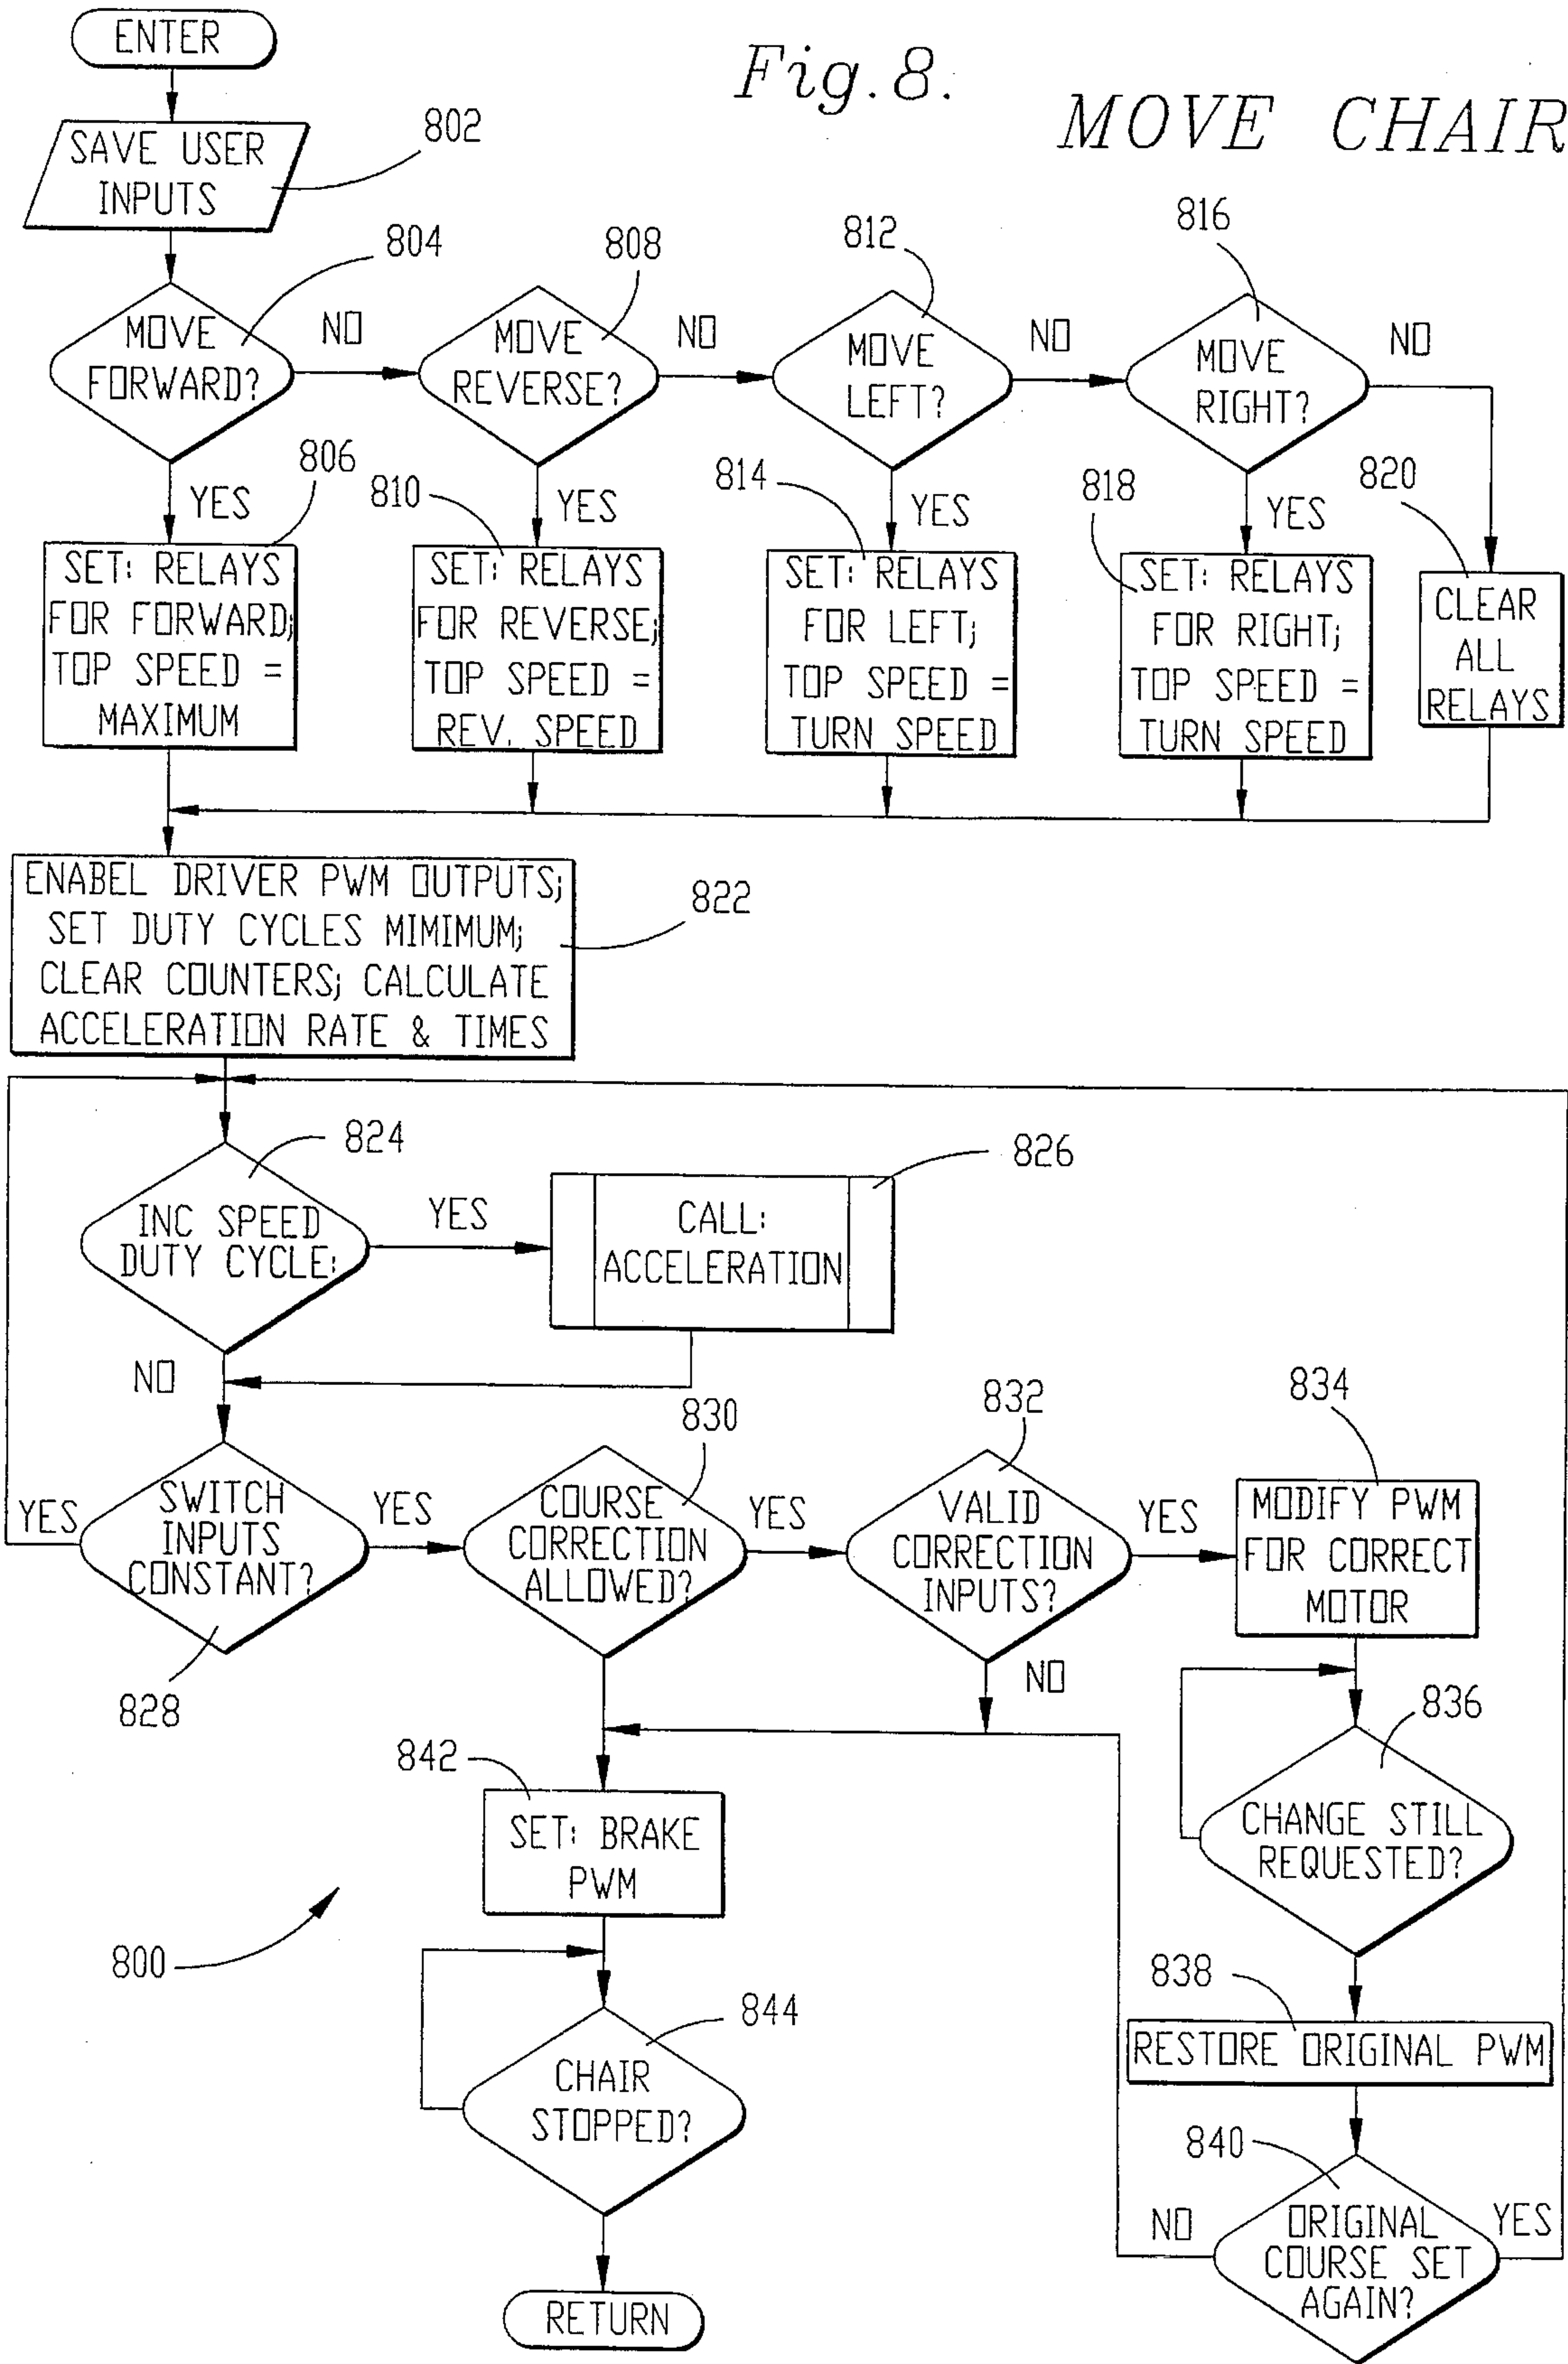 Fig. 8.
MOVE CHAIR
ENTER
SAVE USER
INPUTS
802
804
MOVE
FORWARD?
NO
808
MOVE
REVERSE?
NO
812
MOVE
LEFT?
NO
816
MOVE
RIGHT?
NO
YES
806
SET: RELAYS
FOR FORWARD;
TOP SPEED =
MAXIMUM
YES
810
SET: RELAYS
FOR REVERSE;
TOP SPEED =
REV. SPEED
YES
814
SET: RELAYS
FOR LEFT;
TOP SPEED =
TURN SPEED
YES
818
SET: RELAYS
FOR RIGHT;
TOP SPEED =
TURN SPEED
820
CLEAR
ALL
RELAYS
ENABEL DRIVER PWM OUTPUTS;
SET DUTY CYCLES MIMIMUM;
CLEAR COUNTERS; CALCULATE
ACCELERATION RATE & TIMES
822
824
INC SPEED
DUTY CYCLE:
YES
826
CALL:
ACCELERATION
NO
YES
SWITCH
INPUTS
CONSTANT?
828
YES
830
COURSE
CORRECTION
ALLOWED?
YES
832
VALID
CORRECTION
INPUTS?
YES
NO
834
MODIFY PWM
FOR CORRECT
MOTOR
836
CHANGE STILL
REQUESTED?
838
RESTORE ORIGINAL PWM
840
ORIGINAL
COURSE SET
AGAIN?
NO
YES
842
SET: BRAKE
PWM
800
844
CHAIR
STOPPED?
RETURN